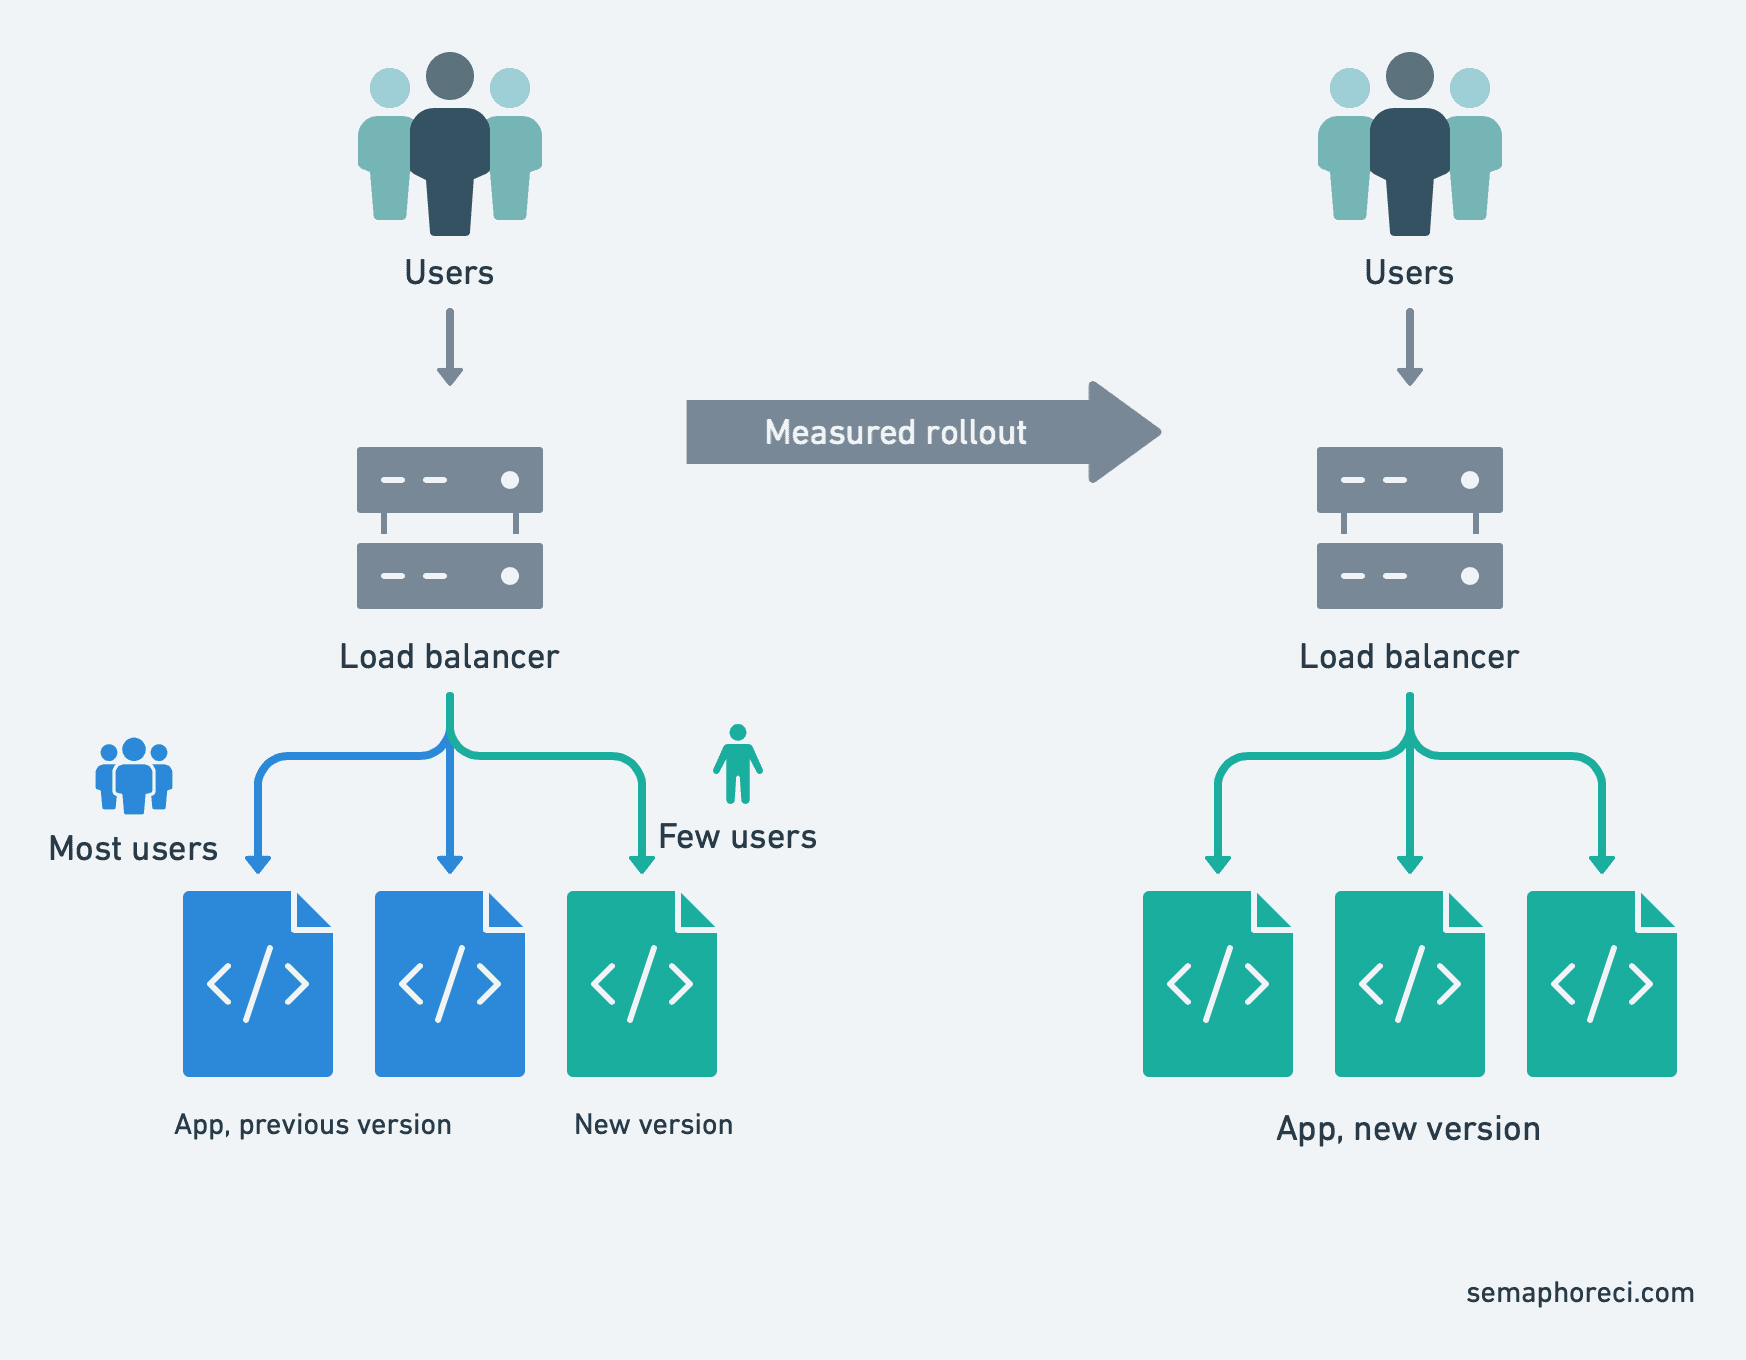 Users
Users
Measured rollout
Load balancer
Load balancer
Most users
Few users
</>
</>
</>
</>
</>
</>
App, previous version
New version
App, new version
semaphoreci.com